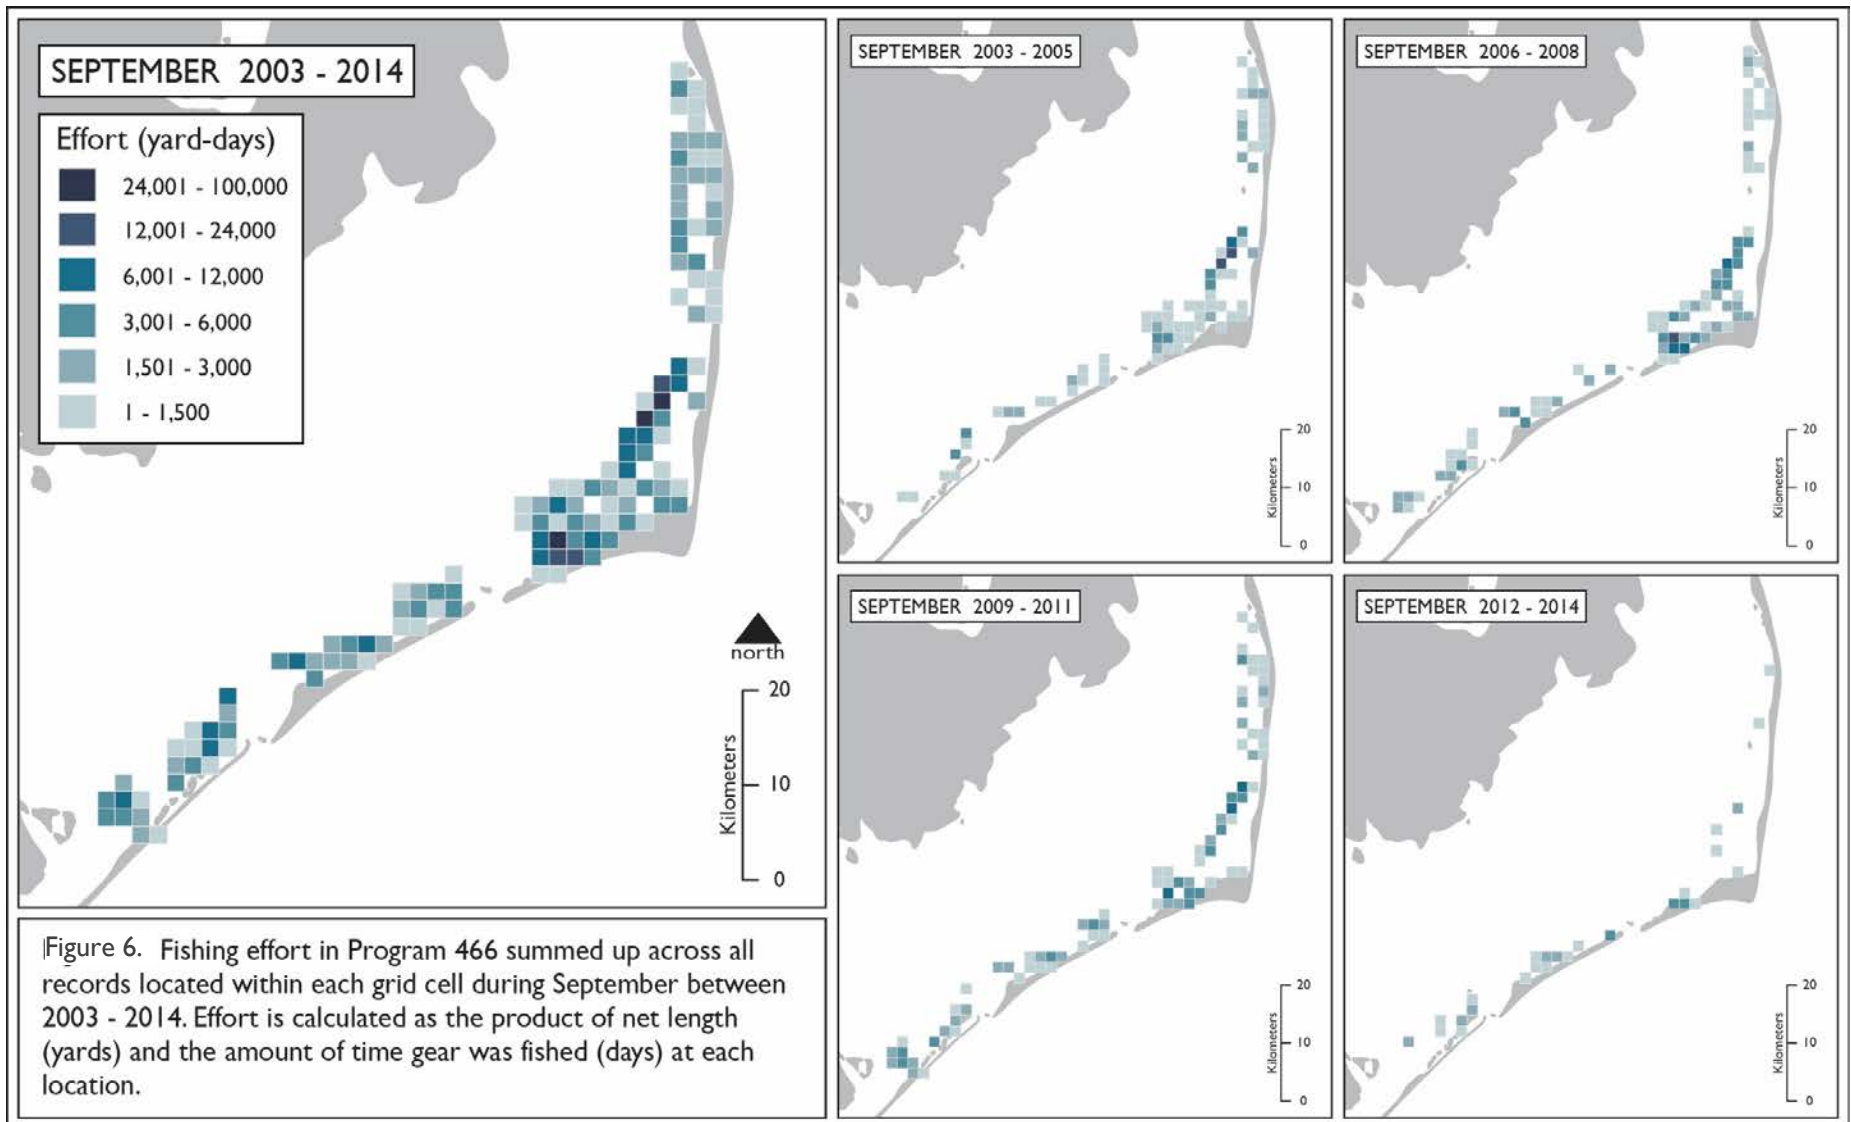 SEPTEMBER 2003 - 2014
Effort (yard-days)
24,001 - 100,000
12,001 - 24,000
6,001 - 12,000
3,001 - 6,000
1,501 - 3,000
1 - 1,500
north
20
10
0
Kilometers
Figure 6. Fishing effort in Program 466 summed up across all
records located within each grid cell during September between
2003 - 2014. Effort is calculated as the product of net length
(yards) and the amount of time gear was fished (days) at each
location.
SEPTEMBER 2003 - 2005
20
10
0
Kilometers
SEPTEMBER 2006 - 2008
20
10
0
Kilometers
SEPTEMBER 2009 - 2011
20
10
0
Kilometers
SEPTEMBER 2012 - 2014
20
10
0
Kilometers